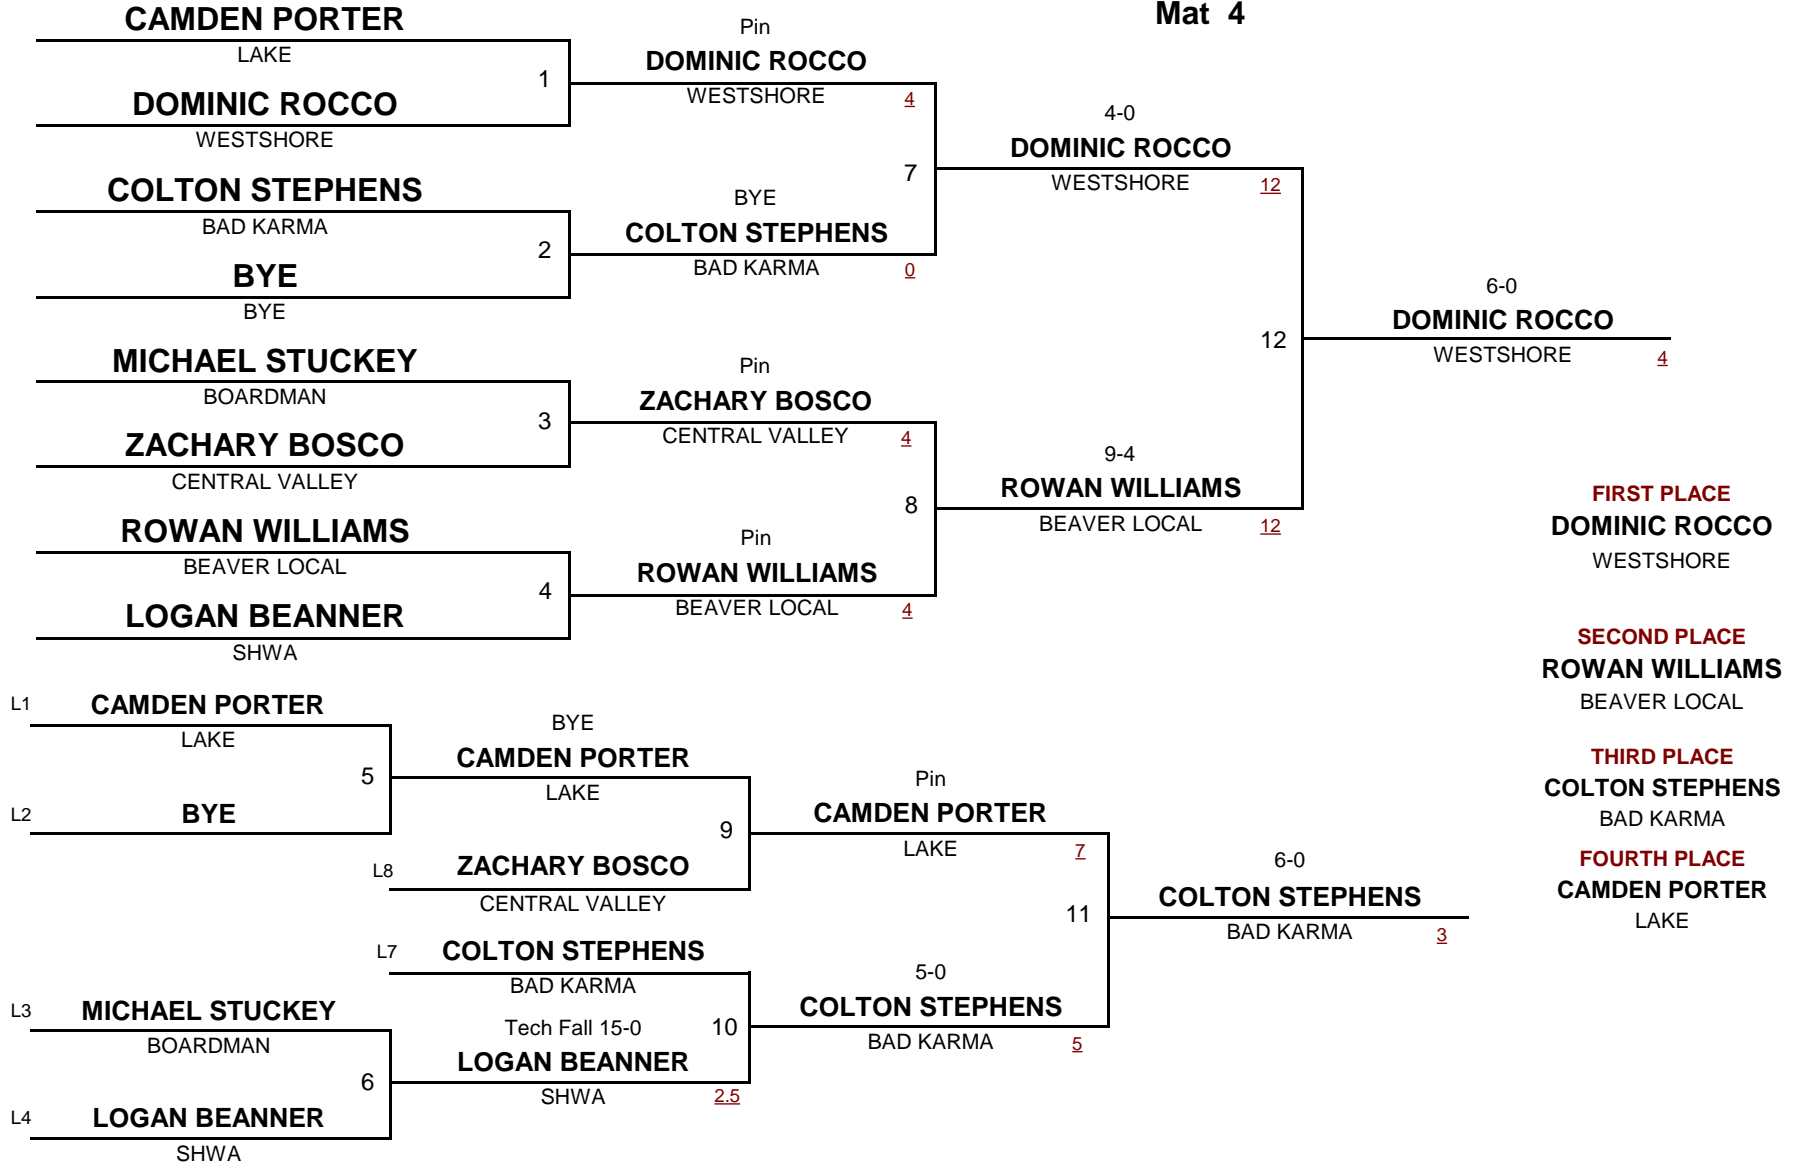 Mat 4
CAMDEN PORTER
LAKE
1
DOMINIC ROCCO
WESTSHORE
Pin
DOMINIC ROCCO
WESTSHORE 4
COLTON STEPHENS
BAD KARMA
2
BYE
BYE
BYE
COLTON STEPHENS
BAD KARMA 0
7
4-0
DOMINIC ROCCO
WESTSHORE 12
MICHAEL STUCKEY
BOARDMAN
3
ZACHARY BOSCO
CENTRAL VALLEY
Pin
ZACHARY BOSCO
CENTRAL VALLEY 4
ROWAN WILLIAMS
BEAVER LOCAL
4
LOGAN BEANNER
SHWA
Pin
ROWAN WILLIAMS
BEAVER LOCAL 4
8
9-4
ROWAN WILLIAMS
BEAVER LOCAL 12
12
6-0
DOMINIC ROCCO
WESTSHORE 4
FIRST PLACE
DOMINIC ROCCO
WESTSHORE
SECOND PLACE
ROWAN WILLIAMS
BEAVER LOCAL
THIRD PLACE
COLTON STEPHENS
BAD KARMA
FOURTH PLACE
CAMDEN PORTER
LAKE
L1 CAMDEN PORTER
LAKE
5
L2 BYE
BYE
CAMDEN PORTER
LAKE
9
L8 ZACHARY BOSCO
CENTRAL VALLEY
Pin
CAMDEN PORTER
LAKE 7
L7 COLTON STEPHENS
BAD KARMA
L3 MICHAEL STUCKEY
BOARDMAN
6
L4 LOGAN BEANNER
SHWA
Tech Fall 15-0
10
LOGAN BEANNER
SHWA 2.5
5-0
COLTON STEPHENS
BAD KARMA 5
11
6-0
COLTON STEPHENS
BAD KARMA 3